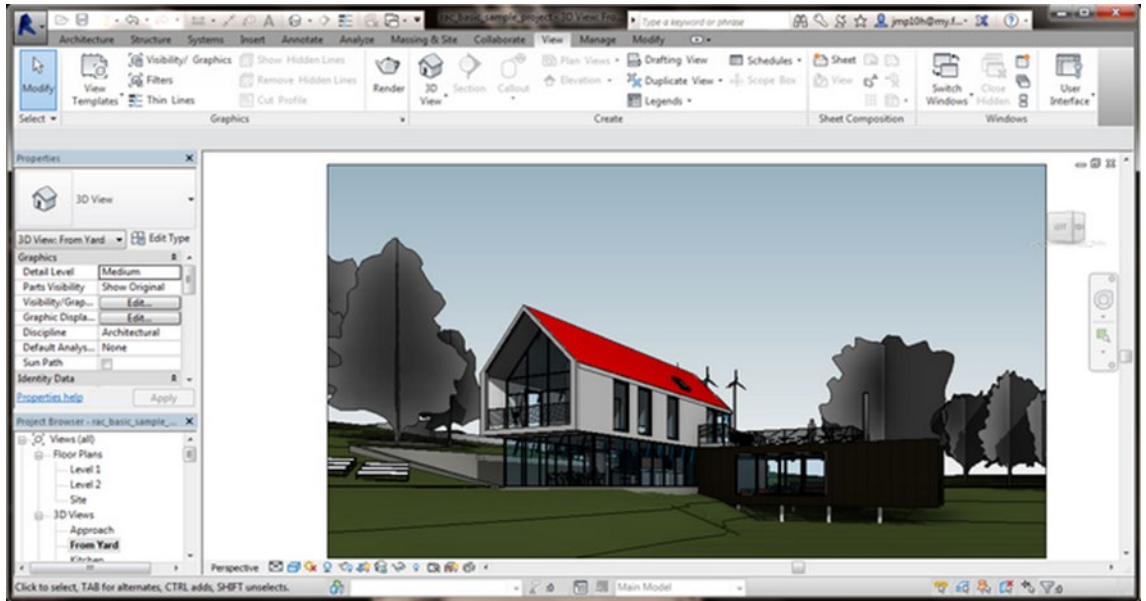 rac_basic_sample_project - 3D View: Fro...
Type a keyword or phrase
jmp10h@my.f...
Architecture Structure Systems Insert Annotate Analyze Massing & Site Collaborate View Manage Modify
Modify
View Templates
Visibility/ Graphics
Filters
Thin Lines
Show Hidden Lines
Remove Hidden Lines
Cut Profile
Render
3D View
Section
Callout
Plan Views
Elevation
Drafting View
Duplicate View
Legends
Schedules
Scope Box
Sheet
View
Switch Windows
Close Hidden
User Interface
Select
Graphics
Create
Sheet Composition
Windows
Properties
3D View
3D View: From Yard
Edit Type
Graphics
Detail Level Medium
Parts Visibility Show Original
Visibility/Grap... Edit...
Graphic Displa... Edit...
Discipline Architectural
Default Analys... None
Sun Path
Identity Data
Properties help Apply
Project Browser - rac_basic_sample_...
Views (all)
Floor Plans
Level 1
Level 2
Site
3D Views
Approach
From Yard
Kitchen
Perspective
Click to select, TAB for alternates, CTRL adds, SHIFT unselects.
:0
Main Model
:0